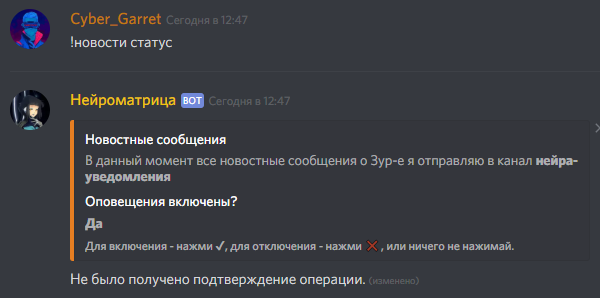 Cyber_Garret Сегодня в 12:47
!новости статус
Нейроматрица BOT Сегодня в 12:47
Новостные сообщения
В данный момент все новостные сообщения о Зур-е я отправляю в канал нейра-
уведомления
Оповещения включены?
Да
Для включения - нажми ✓, для отключения - нажми ❌, или ничего не нажимай.
Не было получено подтверждение операции. (изменено)